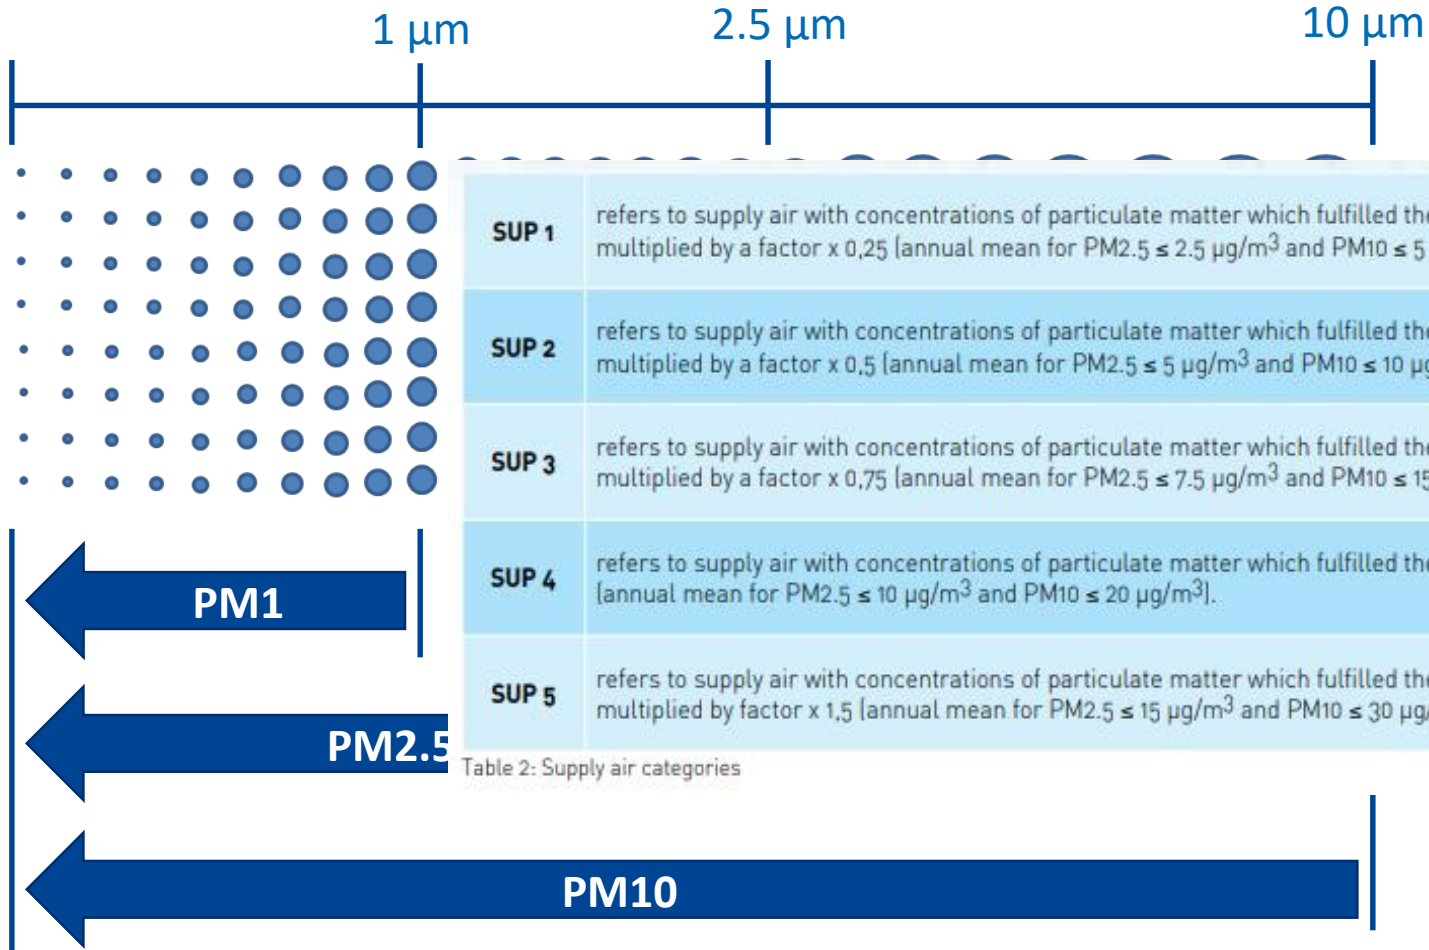 1 μm
2.5 μm
10 μm
SUP 1
refers to supply air with concentrations of particulate matter which fulfilled the
multiplied by a factor x 0,25 (annual mean for PM2.5 ≤ 2.5 μg/m³ and PM10 ≤ 5
SUP 2
refers to supply air with concentrations of particulate matter which fulfilled the
multiplied by a factor x 0,5 (annual mean for PM2.5 ≤ 5 μg/m³ and PM10 ≤ 10 μg
SUP 3
refers to supply air with concentrations of particulate matter which fulfilled the
multiplied by a factor x 0,75 (annual mean for PM2.5 ≤ 7.5 μg/m³ and PM10 ≤ 15
SUP 4
refers to supply air with concentrations of particulate matter which fulfilled the
(annual mean for PM2.5 ≤ 10 μg/m³ and PM10 ≤ 20 μg/m³).
SUP 5
refers to supply air with concentrations of particulate matter which fulfilled the
multiplied by factor x 1,5 (annual mean for PM2.5 ≤ 15 μg/m³ and PM10 ≤ 30 μg/
Table 2: Supply air categories
PM1
PM2.5
PM10